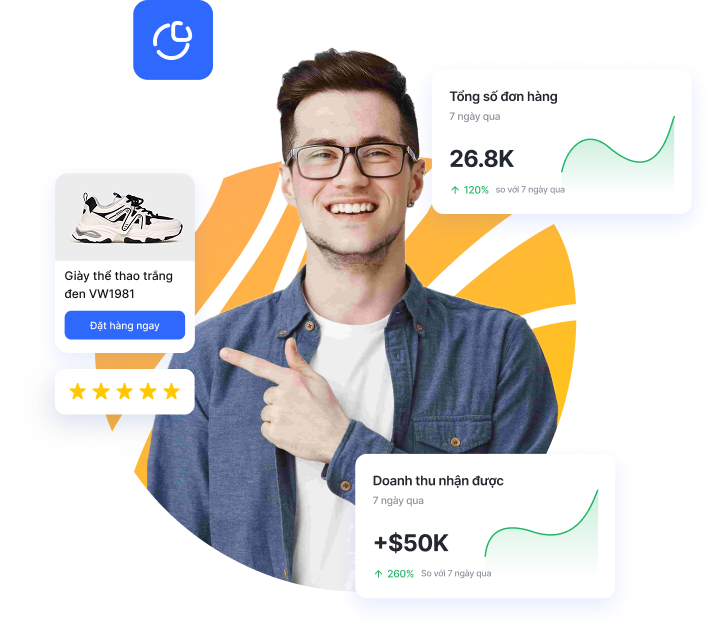 Tổng số đơn hàng
7 ngày qua
26.8K
120% so với 7 ngày qua
Giày thể thao trắng
đen VW1981
Đặt hàng ngay
Doanh thu nhận được
7 ngày qua
+$50K
260% So với 7 ngày qua